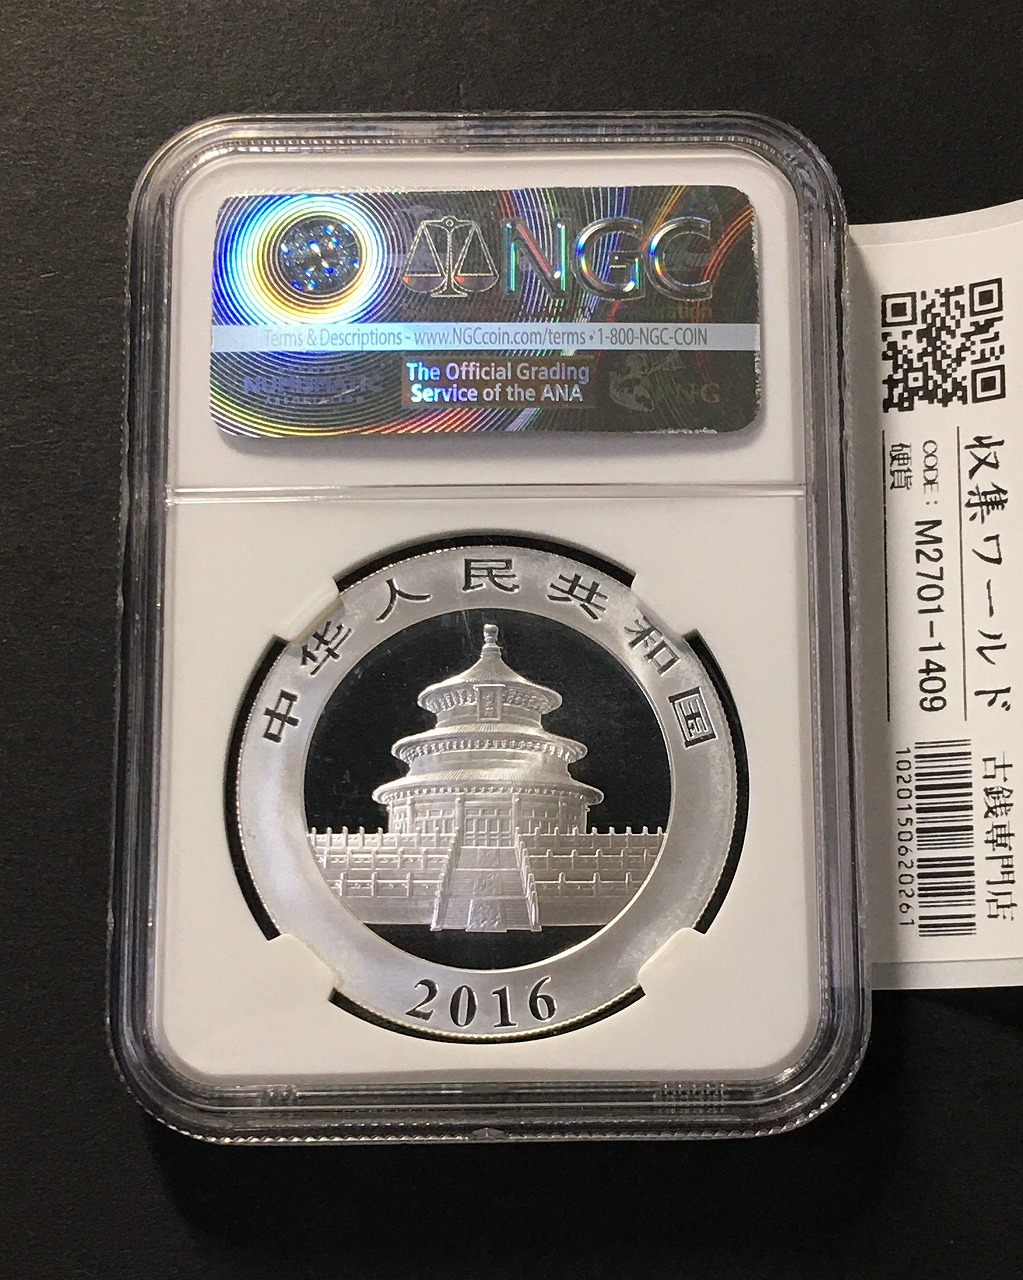 NGC
Terms & Descriptions - www.NGCcoin.com/terms • 1-800-NGC-COIN
The Official Grading
Service of the ANA
中华人民共和国
2016
収集ワールド 古銭専門店
CODE: M2701-1409
硬貨
1020150620261